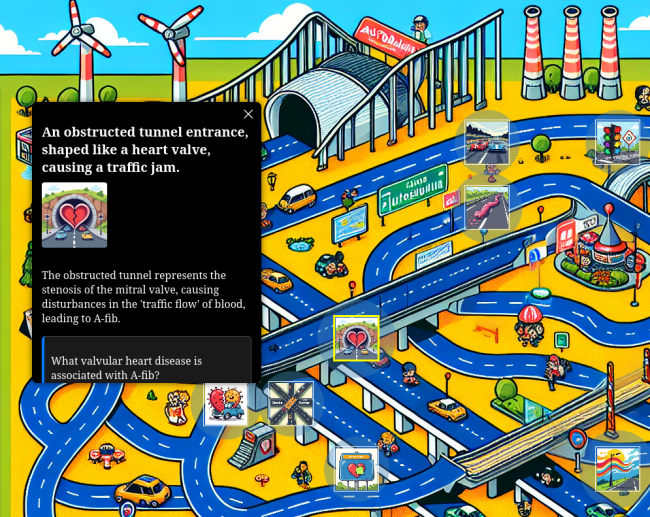 An obstructed tunnel entrance,
shaped like a heart valve,
causing a traffic jam.
The obstructed tunnel represents the
stenosis of the mitral valve, causing
disturbances in the 'traffic flow' of blood,
leading to A-fib.
What valvular heart disease is
associated with A-fib?